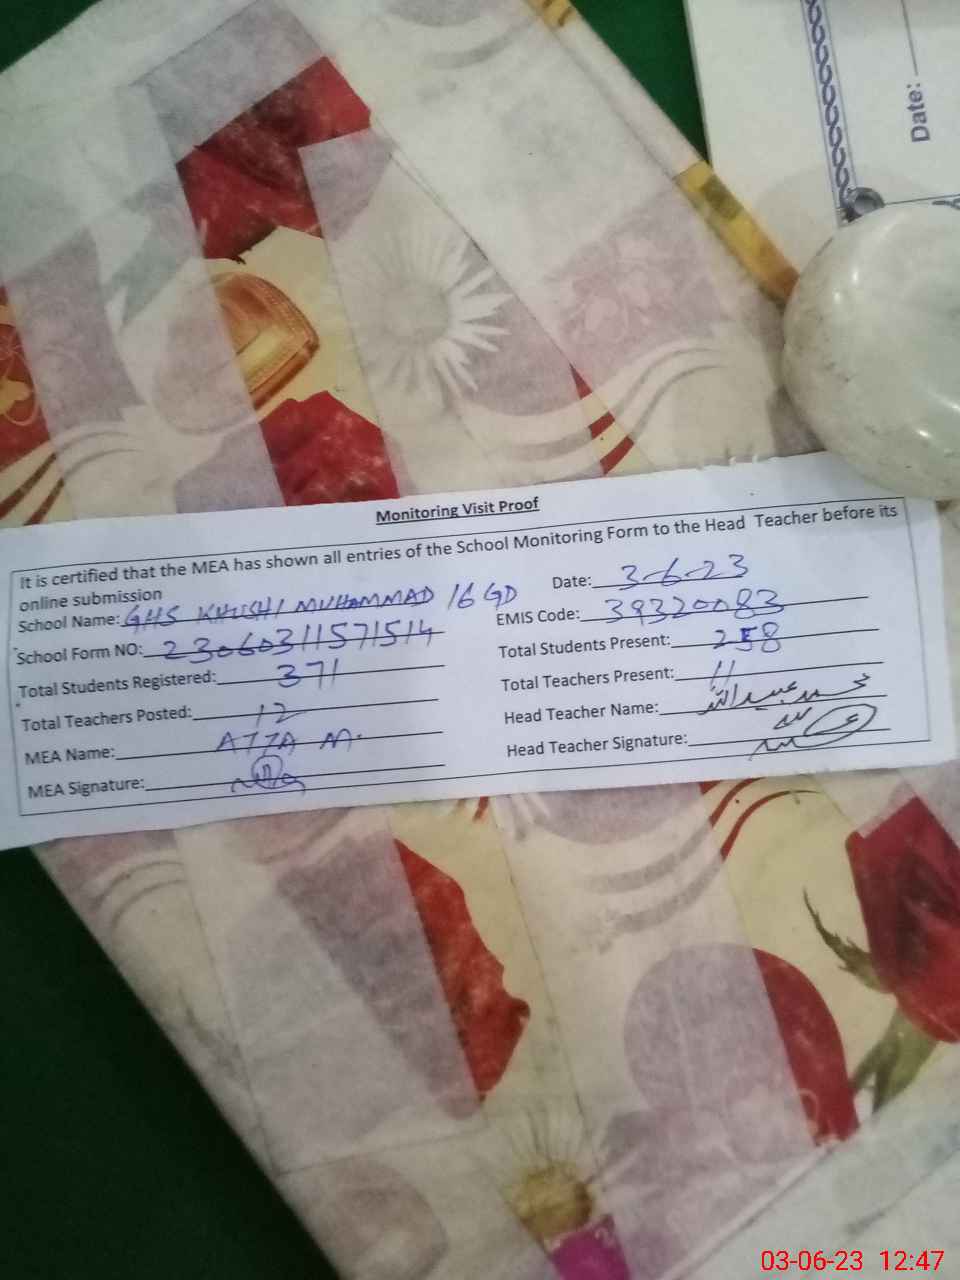 Date:
Monitoring Visit Proof
It is certified that the MEA has shown all entries of the School Monitoring Form to the Head Teacher before its
online submission
School Name: GHS KHUSHI MUHAMMAD 16 GD
Date: 3-6-23
School Form NO: 23060311571514
EMIS Code: 39320083
Total Students Registered: 371
Total Students Present: 258
Total Teachers Posted: 12
Total Teachers Present: 11
MEA Name: ATTA M.
Head Teacher Name: محمد عبیداللہ
MEA Signature:
Head Teacher Signature:
03-06-23 12:47